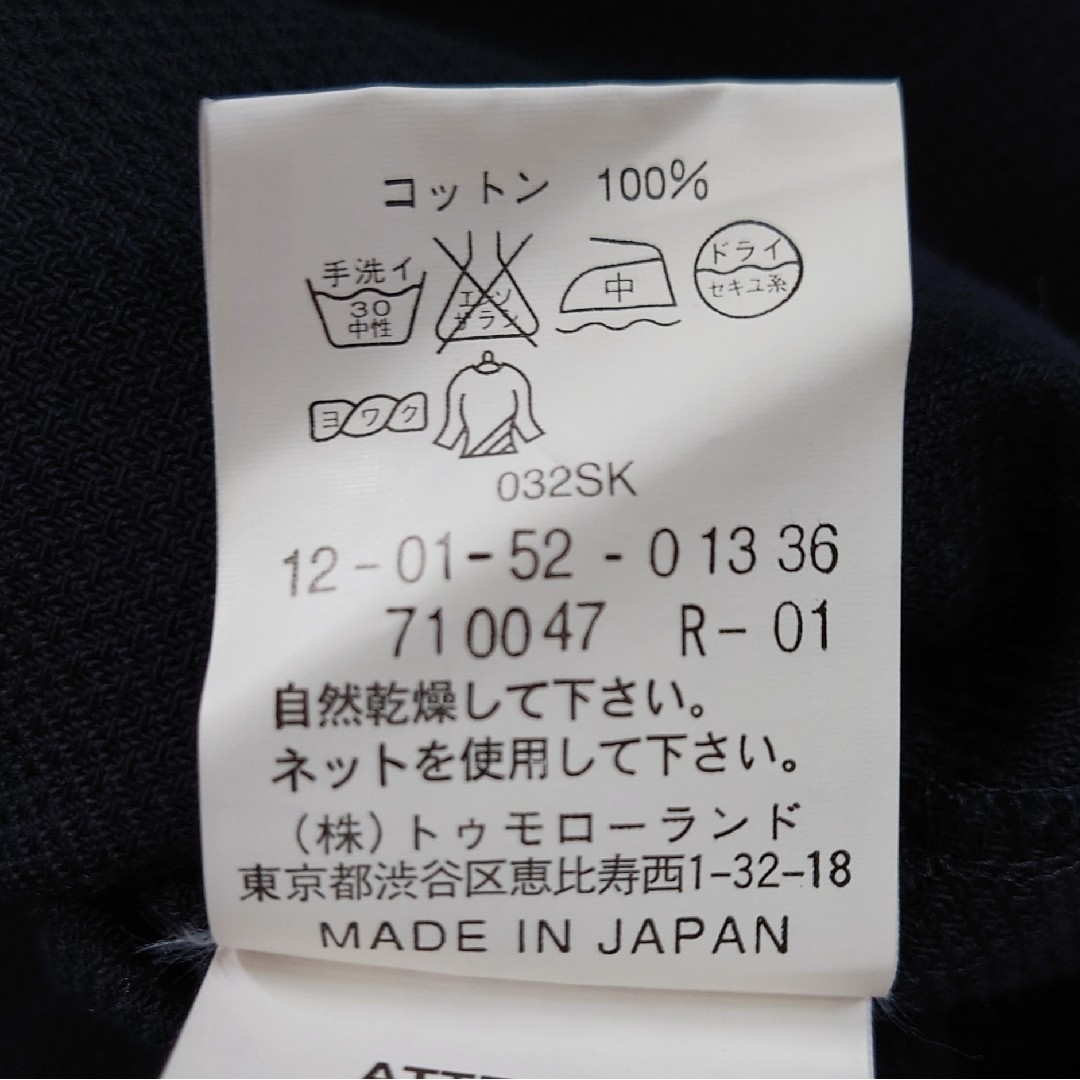 コットン 100%
手洗イ
30
中性
エンソ
サラシ
中
ドライ
セキユ系
ヨワク
032SK
12-01-52-01336
710047 R-01
自然乾燥して下さい。
ネットを使用して下さい。
(株)トゥモローランド
東京都渋谷区恵比寿西1-32-18
MADE IN JAPAN